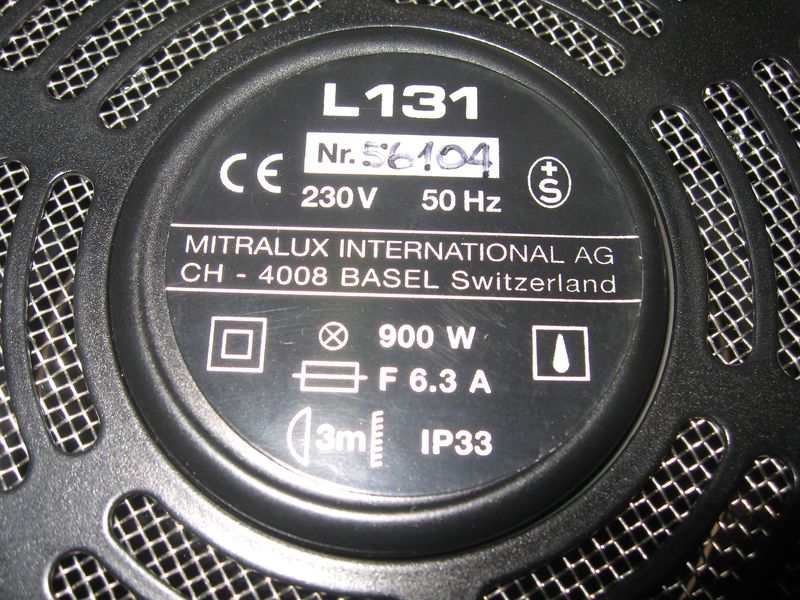 L131
Nr. 56104
CE
230V 50 Hz
+S
MITRALUX INTERNATIONAL AG
CH - 4008 BASEL Switzerland
900 W
F 6.3 A
3m IP33